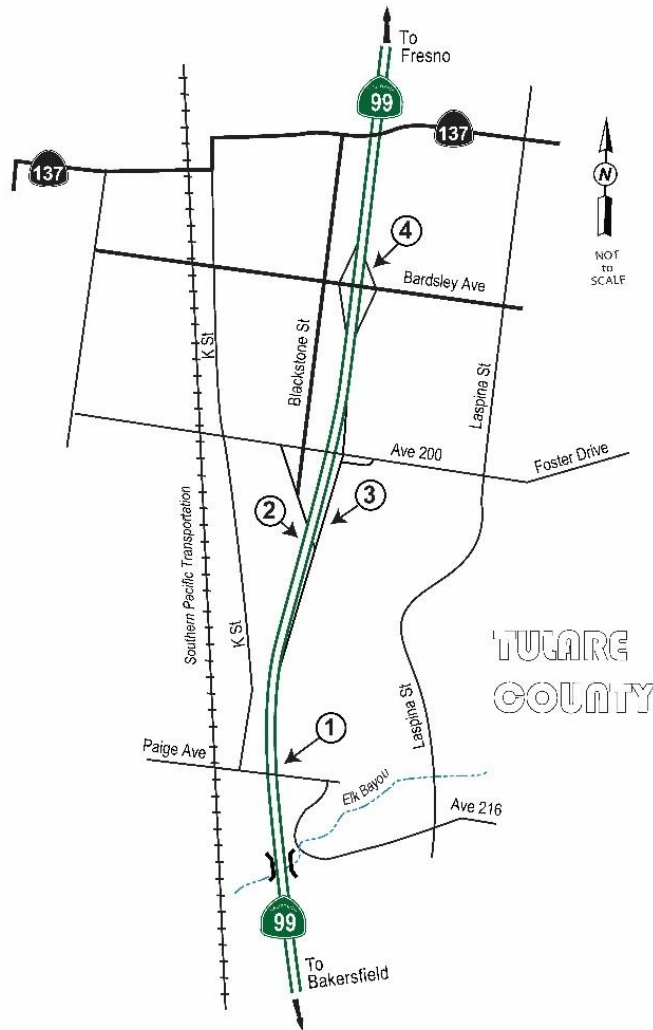 To
Fresno
99
137
137
N
NOT
to
SCALE
4
Bardsley Ave
K St
Blackstone St
Laspina St
Ave 200
Foster Drive
2
3
Southern Pacific Transportation
K St
TULARE
COUNTY
Laspina St
1
Paige Ave
Elk Bayou
Ave 216
99
To
Bakersfield